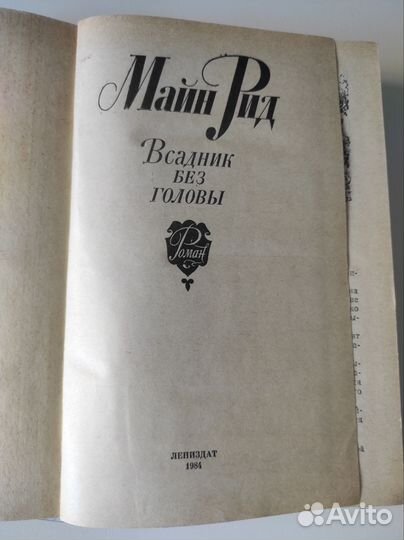 Майн Рид
Всадник
БЕЗ
ГОЛОВЫ
Роман
ЛЕНИЗДАТ
1984
Avito